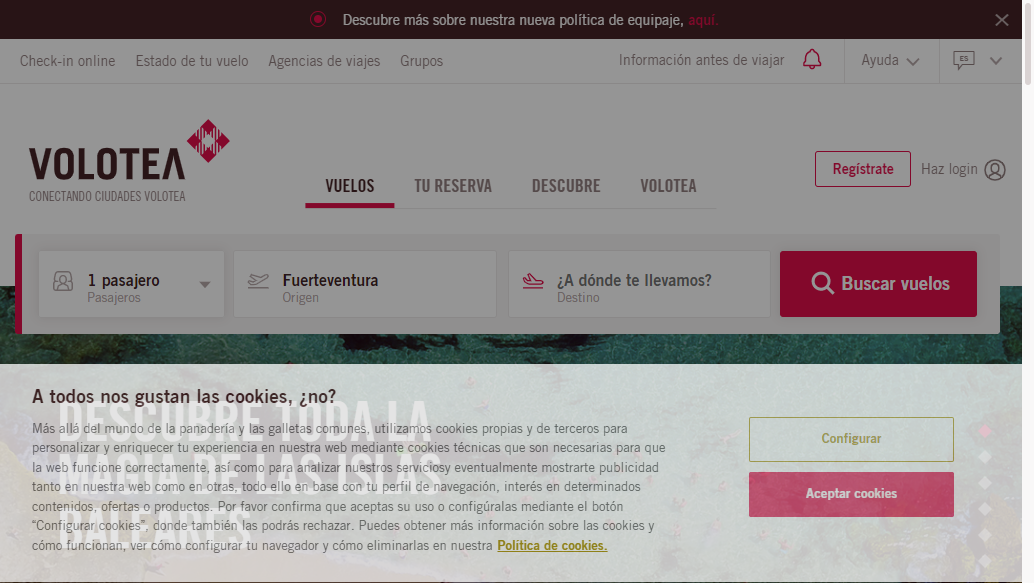 Descubre más sobre nuestra nueva política de equipaje, aquí.
Check-in online Estado de tu vuelo Agencias de viajes Grupos Información antes de viajar Ayuda ES
VOLOTEA
CONECTANDO CIUDADES VOLOTEA
VUELOS TU RESERVA DESCUBRE VOLOTEA
Regístrate Haz login
1 pasajero
Pasajeros
Fuerteventura
Origen
¿A dónde te llevamos?
Destino
Buscar vuelos
DESCUBRE TODA LA
MAGIA DE LAS ISLAS
BALEARES
A todos nos gustan las cookies, ¿no?
Más allá del mundo de la panadería y las galletas comunes, utilizamos cookies propias y de terceros para
personalizar y enriquecer tu experiencia en nuestra web mediante cookies técnicas que son necesarias para que
la web funcione correctamente, así como para analizar nuestros serviciosy eventualmente mostrarte publicidad
tanto en nuestra web como en otras, todo ello en base con tu perfil de navegación, interés en determinados
contenidos, ofertas o productos. Por favor confirma que aceptas su uso o configúralas mediante el botón
“Configurar cookies”, donde también las podrás rechazar. Puedes obtener más información sobre las cookies y
cómo funcionan, ver cómo configurar tu navegador y cómo eliminarlas en nuestra Política de cookies.
Configurar
Aceptar cookies